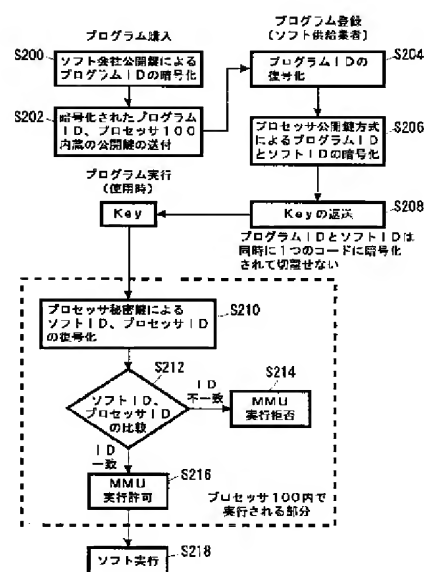 プログラム購入
S200
ソフト会社公開鍵による
プログラムIDの暗号化
S202
暗号化されたプログラム
ID、プロセッサ100
内蔵の公開鍵の送付
プログラム登録
(ソフト供給業者)
S204
プログラムIDの
復号化
S206
プロセッサ公開鍵方式
によるプログラムID
とソフトIDの暗号化
S208
Keyの返送
プログラムIDとソフトIDは
同時に1つのコードに暗号化
されて切離せない
プログラム実行
(使用時)
Key
S210
プロセッサ秘密鍵による
ソフトID、プロセッサID
の復号化
S212
ソフトID、
プロセッサID
の比較
ID
不一致
S214
MMU
実行拒否
ID
一致
S216
MMU
実行許可
プロセッサ100内で
実行される部分
S218
ソフト実行